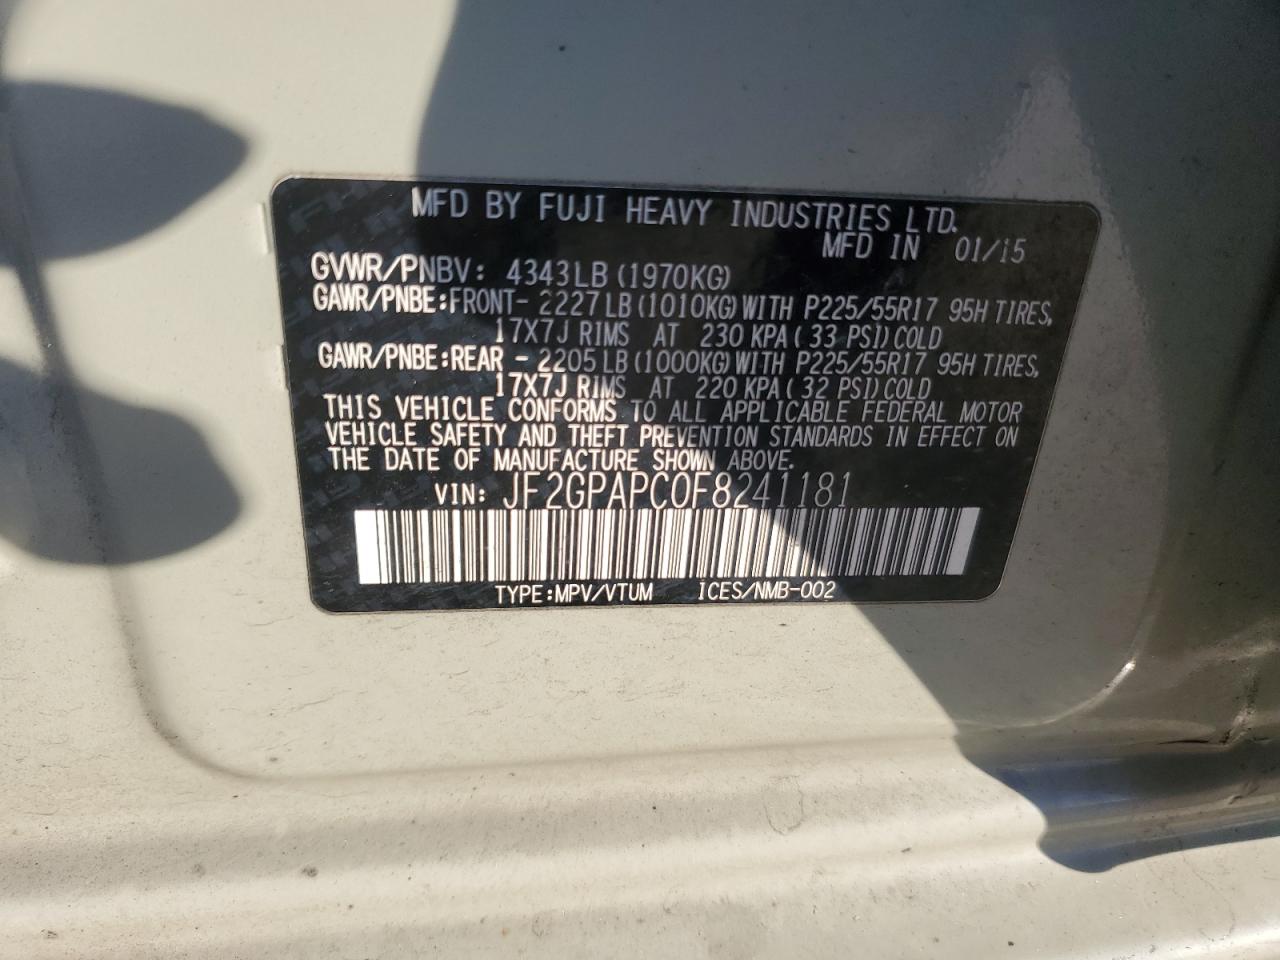 MFD BY FUJI HEAVY INDUSTRIES LTD.
MFD IN 01/15
GVWR/PNBV: 4343LB (1970KG)
GAWR/PNBE:FRONT- 2227LB (1010KG) WITH P225/55R17 95H TIRES,
17X7J RIMS AT 230 KPA (33 PSI) COLD
GAWR/PNBE:REAR - 2205LB (1000KG) WITH P225/55R17 95H TIRES,
17X7J RIMS AT 220 KPA (32 PSI) COLD
THIS VEHICLE CONFORMS TO ALL APPLICABLE FEDERAL MOTOR
VEHICLE SAFETY AND THEFT PREVENTION STANDARDS IN EFFECT ON
THE DATE OF MANUFACTURE SHOWN ABOVE.
VIN: JF2GPAPC0F8241181
TYPE:MPV/VTUM ICES/NMB-002